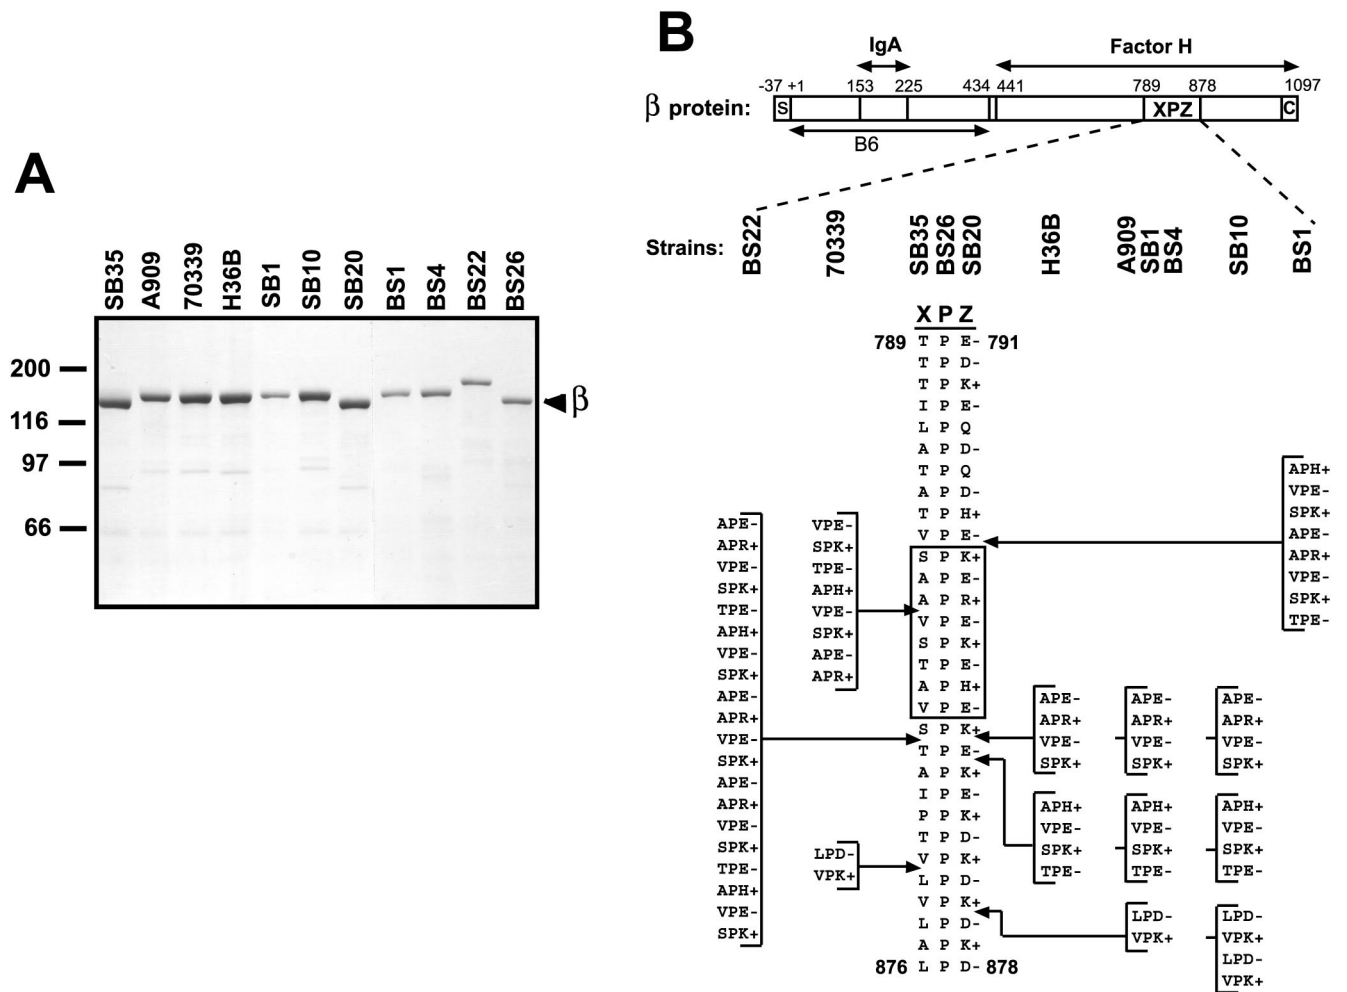 A
SB35 A909 70339 H36B SB1 SB10 SB20 BS1 BS4 BS22 BS26
200
116
97
66
β
B
IgA Factor H
-37 +1 153 225 434 441 789 878 1097
β protein: S XPZ C
B6
Strains: BS22 70339 SB35 BS26 SB20 H36B A909 SB1 BS4 SB10 BS1
X P Z
789 T P E- 791
T P D-
T P K+
I P E-
L P Q
A P D-
T P Q
A P D-
T P H+
V P E-
S P K+
A P E-
A P R+
V P E-
S P K+
T P E-
A P H+
V P E-
S P K+
T P E-
A P K+
I P E-
P P K+
T P D-
V P K+
L P D-
V P K+
L P D-
A P K+
876 L P D- 878
APE-
APR+
VPE-
SPK+
TPE-
APH+
VPE-
SPK+
APE-
APR+
VPE-
SPK+
APE-
APR+
VPE-
SPK+
TPE-
APH+
VPE-
SPK+
VPE-
SPK+
TPE-
APH+
VPE-
SPK+
APE-
APR+
LPD-
VPK+
APE-
APR+
VPE-
SPK+
APH+
VPE-
SPK+
TPE-
APE-
APR+
VPE-
SPK+
APH+
VPE-
SPK+
TPE-
LPD-
VPK+
APE-
APR+
VPE-
SPK+
APH+
VPE-
SPK+
TPE-
LPD-
VPK+
LPD-
VPK+
APH+
VPE-
SPK+
APE-
APR+
VPE-
SPK+
TPE-